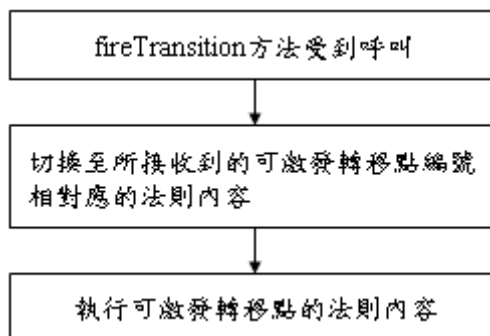 fireTransition方法受到呼叫
切換至所接收到的可激發轉移點編號
相對應的法則內容
執行可激發轉移點的法則內容